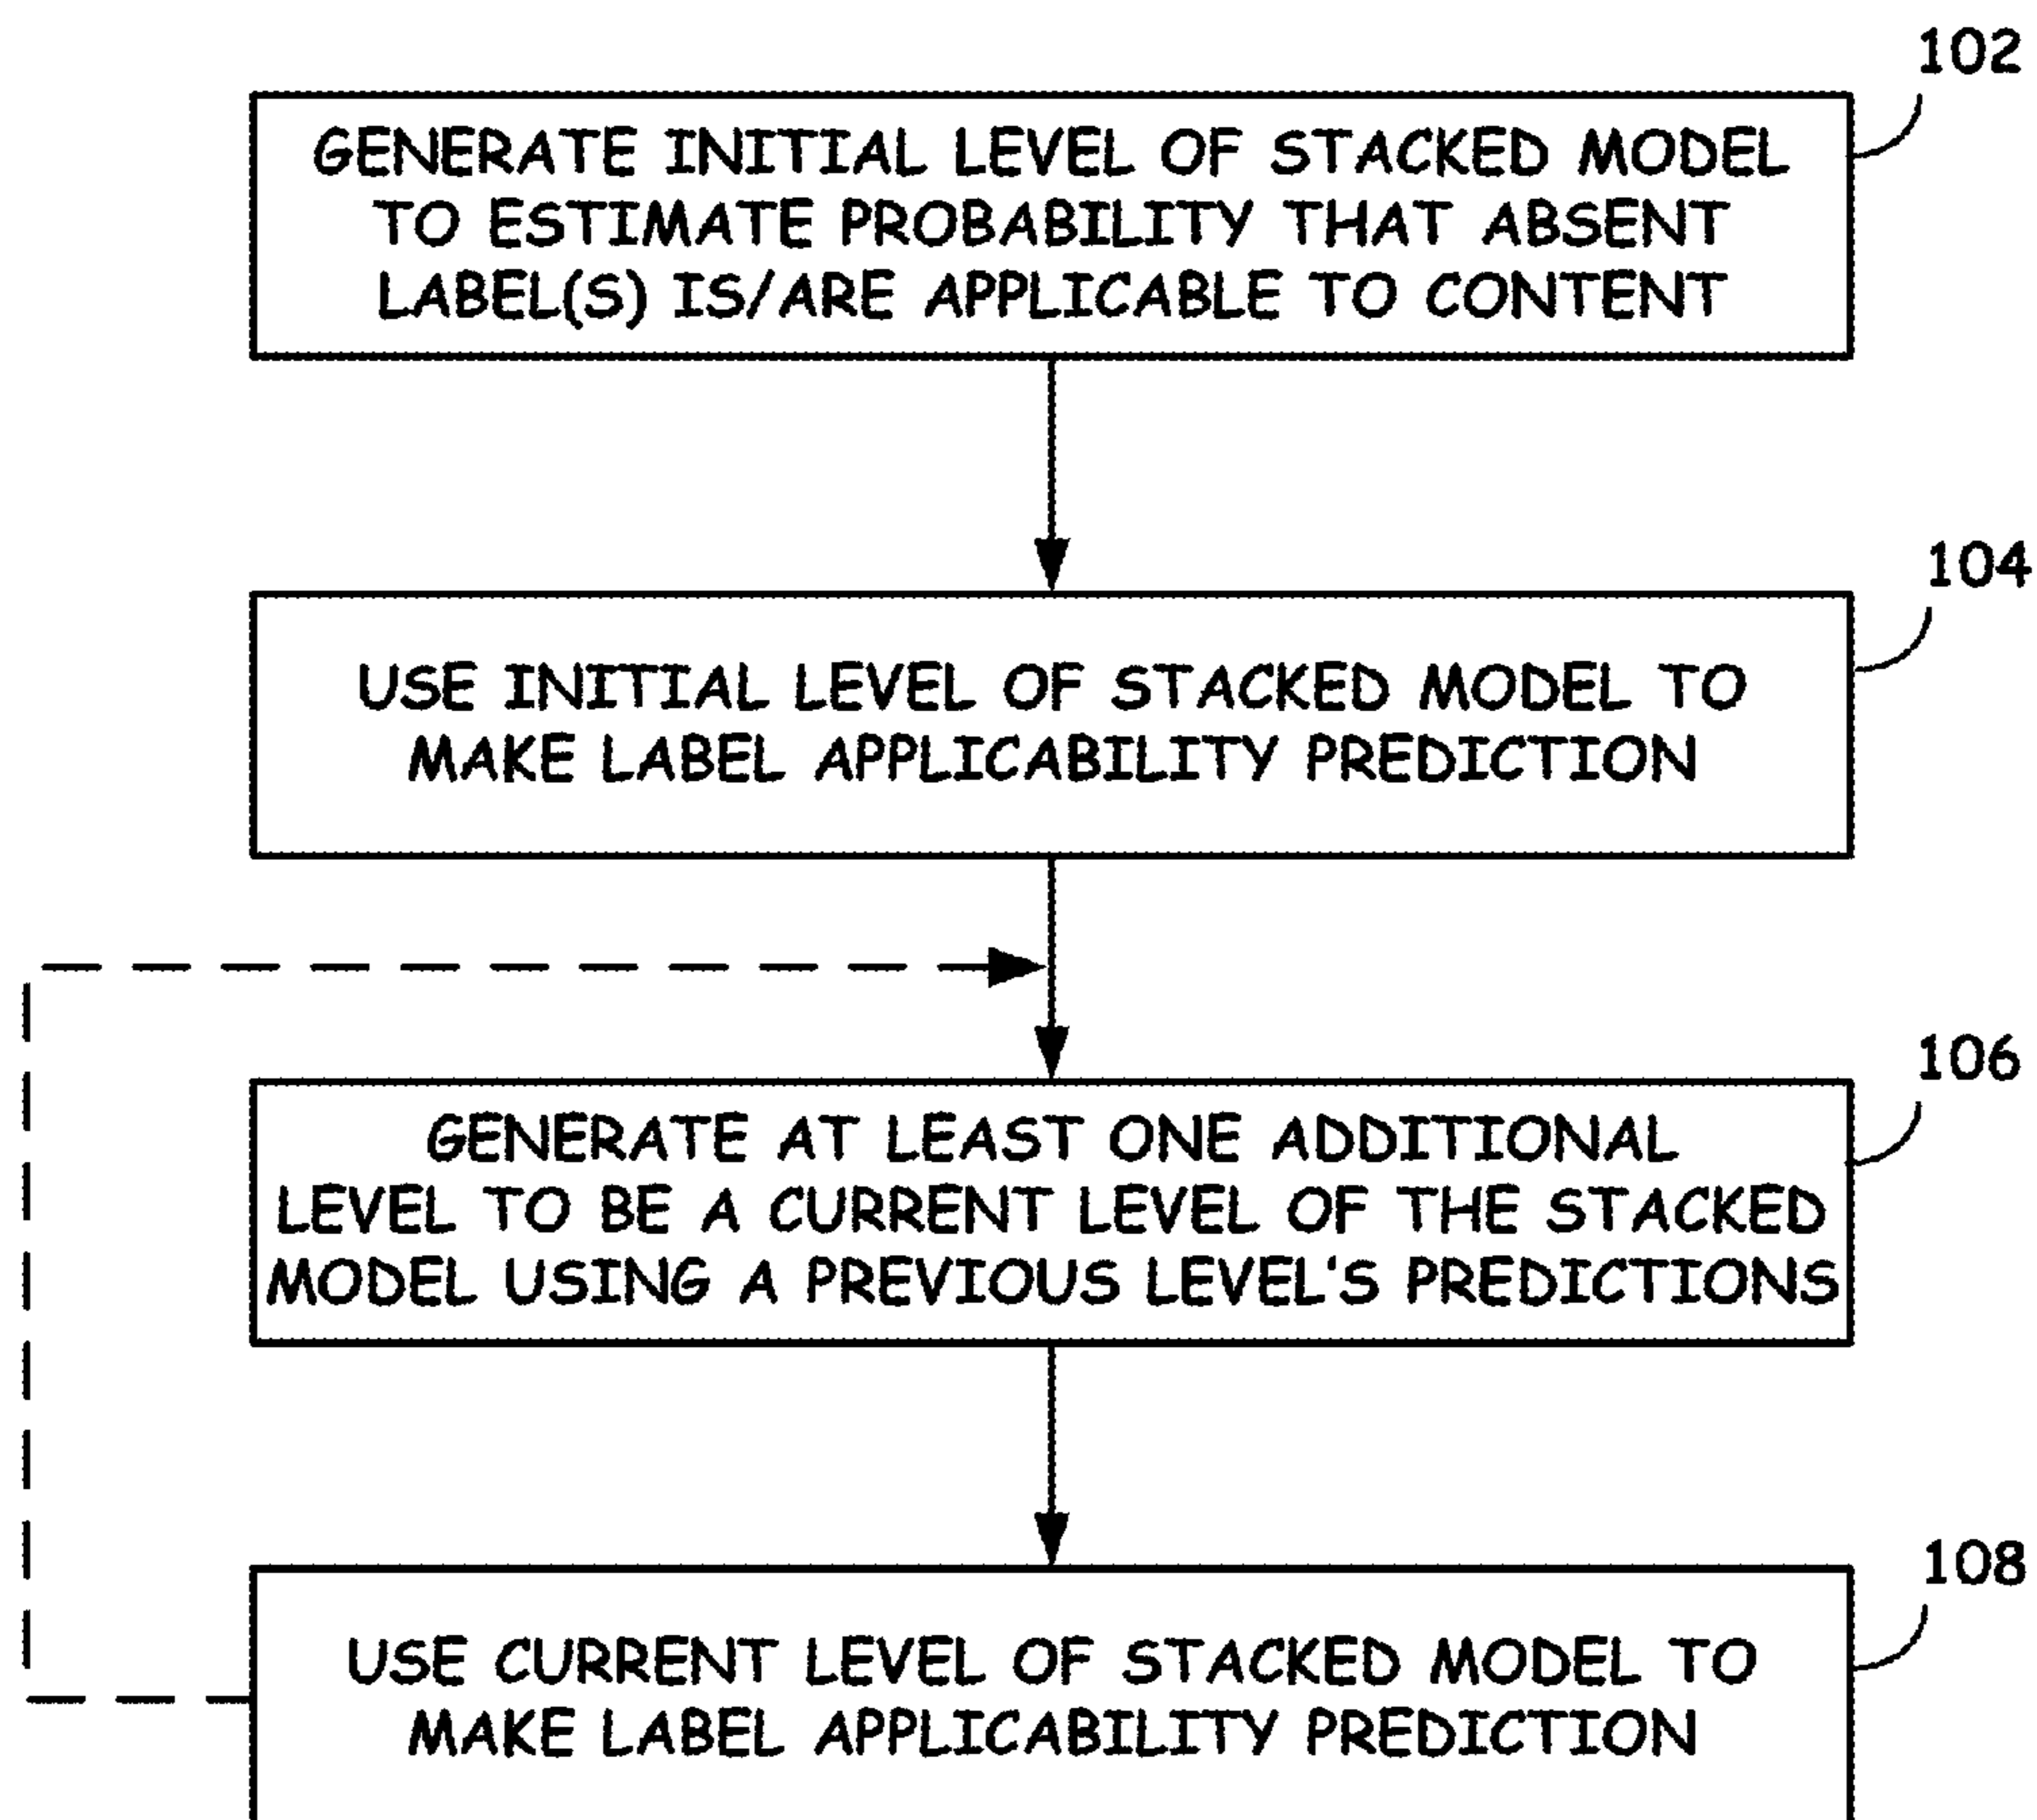 102
GENERATE INITIAL LEVEL OF STACKED MODEL
TO ESTIMATE PROBABILITY THAT ABSENT
LABEL(S) IS/ARE APPLICABLE TO CONTENT
104
USE INITIAL LEVEL OF STACKED MODEL TO
MAKE LABEL APPLICABILITY PREDICTION
106
GENERATE AT LEAST ONE ADDITIONAL
LEVEL TO BE A CURRENT LEVEL OF THE STACKED
MODEL USING A PREVIOUS LEVEL'S PREDICTIONS
108
USE CURRENT LEVEL OF STACKED MODEL TO
MAKE LABEL APPLICABILITY PREDICTION